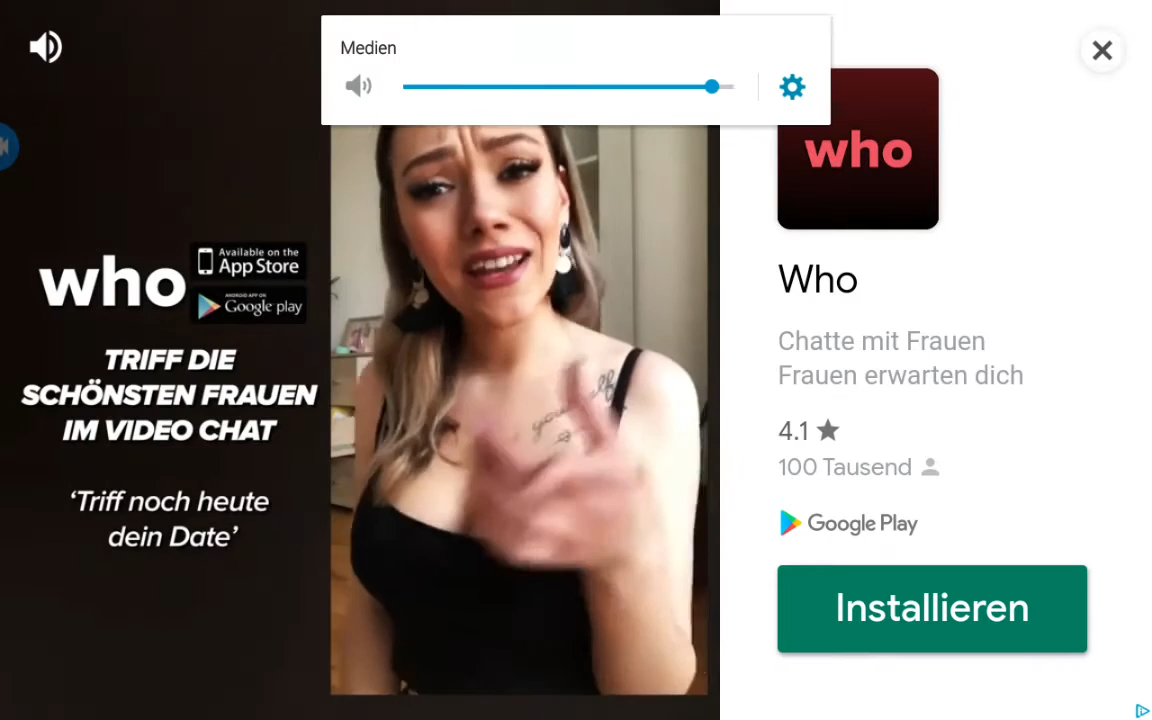 Medien
who
Available on the
App Store
ANDROID APP ON
Google play
TRIFF DIE
SCHÖNSTEN FRAUEN
IM VIDEO CHAT
‘Triff noch heute
dein Date’
who
Who
Chatte mit Frauen
Frauen erwarten dich
4.1
100 Tausend
Google Play
Installieren